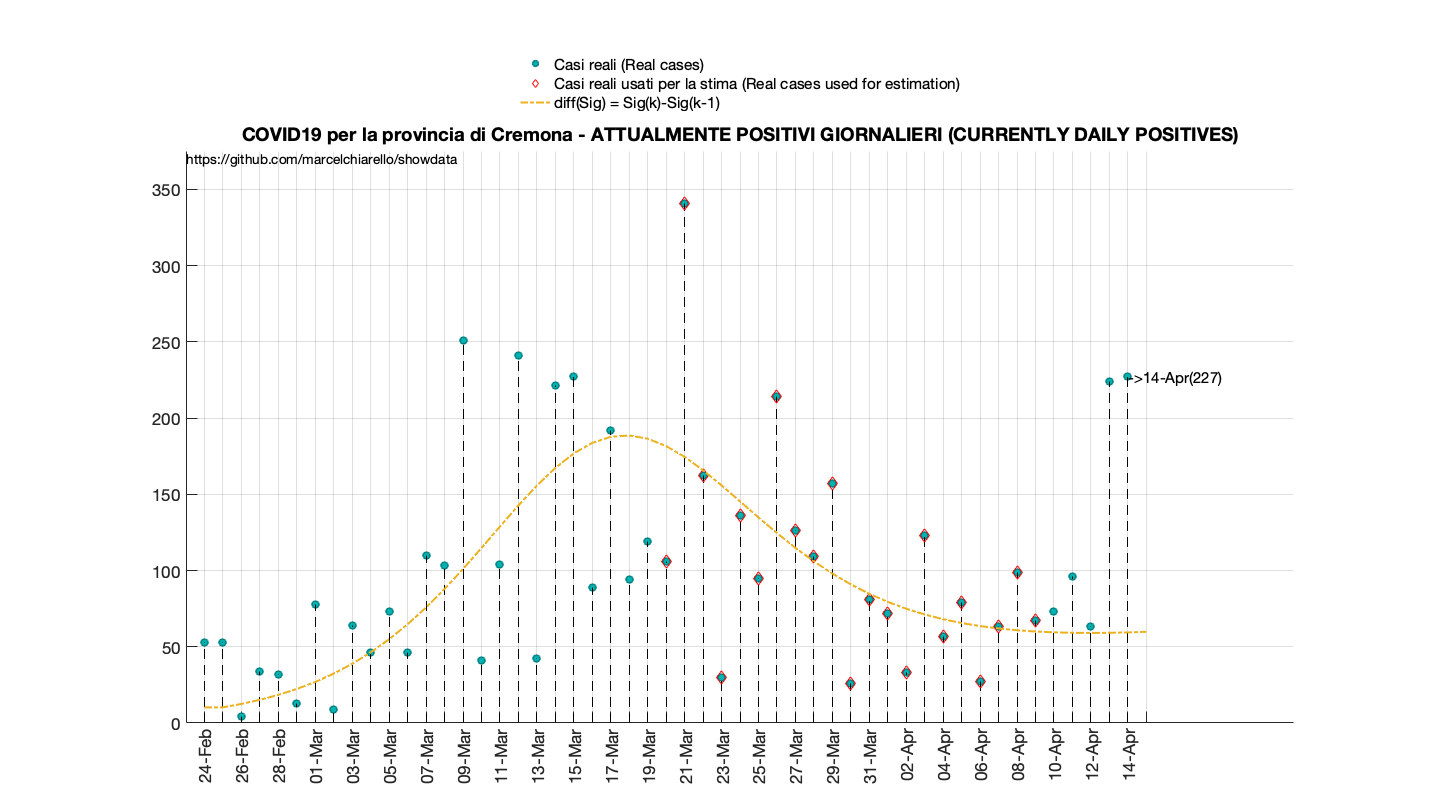 Casi reali (Real cases)
Casi reali usati per la stima (Real cases used for estimation)
diff(Sig) = Sig(k)-Sig(k-1)
COVID19 per la provincia di Cremona - ATTUALMENTE POSITIVI GIORNALIERI (CURRENTLY DAILY POSITIVES)
https://github.com/marcelchiarello/showdata
350
300
250
200
150
100
50
0
->14-Apr(227)
24-Feb
26-Feb
28-Feb
01-Mar
03-Mar
05-Mar
07-Mar
09-Mar
11-Mar
13-Mar
15-Mar
17-Mar
19-Mar
21-Mar
23-Mar
25-Mar
27-Mar
29-Mar
31-Mar
02-Apr
04-Apr
06-Apr
08-Apr
10-Apr
12-Apr
14-Apr